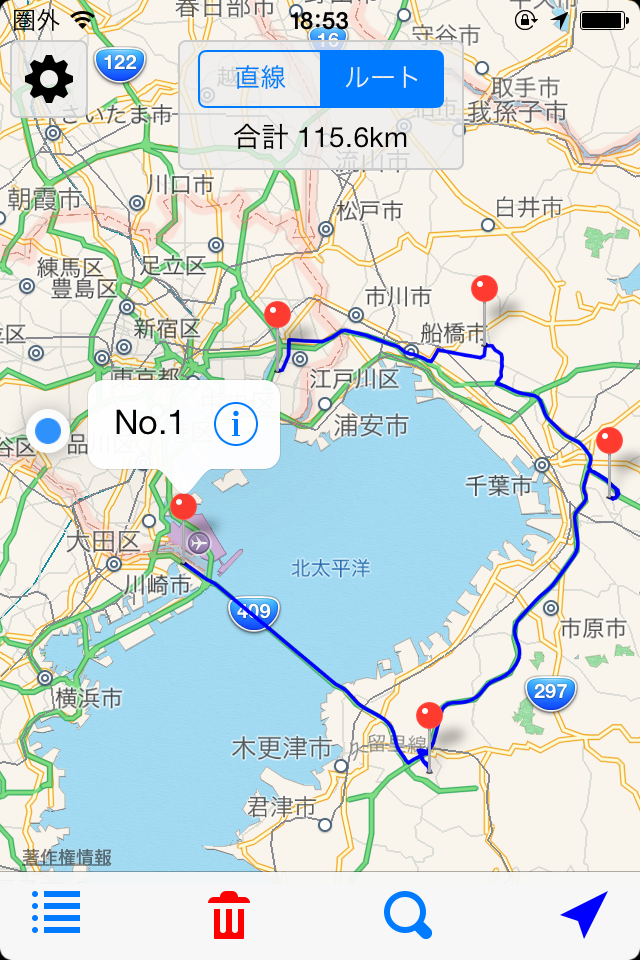 圏外 18:53
春日部市
守谷市
16
122
直線 ルート
取手市
我孫子市
さいたま市
合計 115.6km
流山市
川口市
朝霞市
松戸市
白井市
足立区
練馬区
豊島区
市川市
新宿区
船橋市
東京都
江戸川区
No.1
浦安市
品川
谷区
千葉市
大田区
北太平洋
川崎市
409
市原市
横浜市
297
木更津市
久留里線
君津市
著作権情報